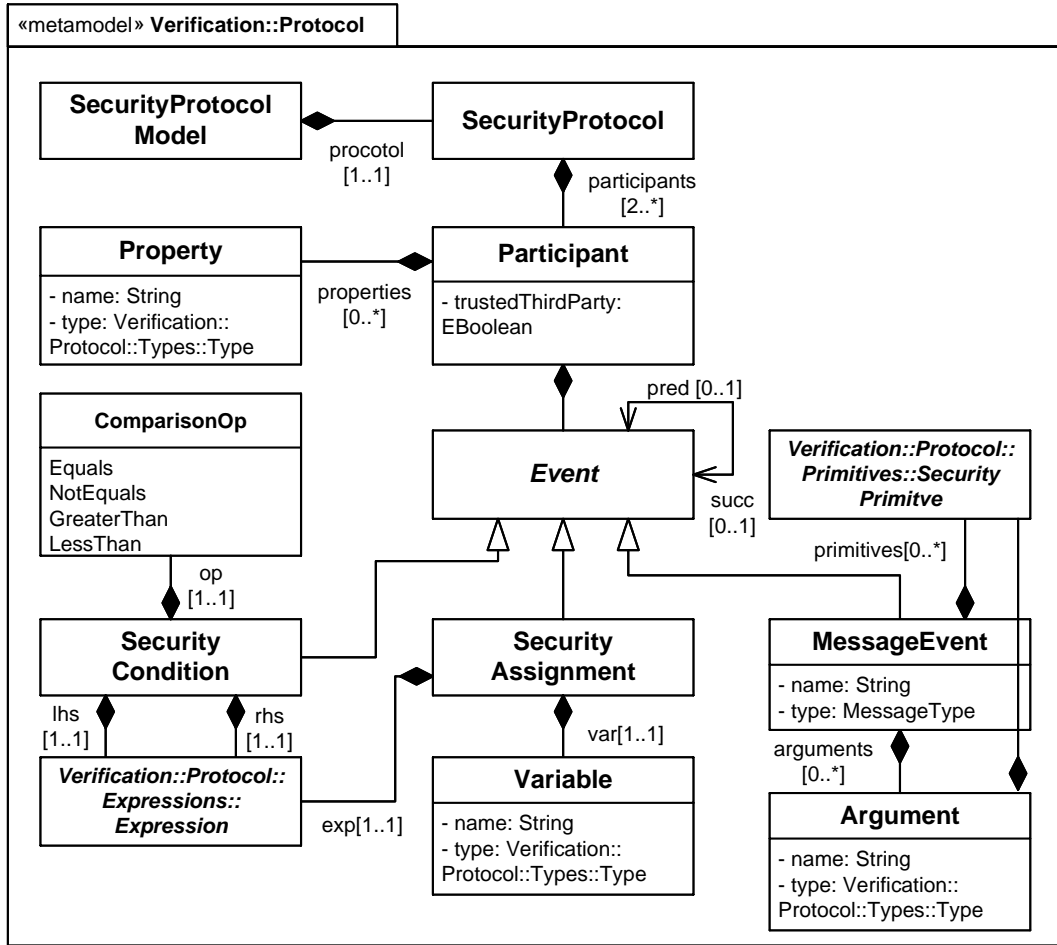 «metamodel» Verification::Protocol
SecurityProtocol
Model
SecurityProtocol
procotol
[1..1]
participants
[2..*]
Property
- name: String
- type: Verification::
Protocol::Types::Type
properties
[0..*]
Participant
- trustedThirdParty:
EBoolean
ComparisonOp
Equals
NotEquals
GreaterThan
LessThan
pred [0..1]
Event
succ
[0..1]
Verification::Protocol::
Primitives::Security
Primitve
primitives[0..*]
op
[1..1]
Security
Condition
Security
Assignment
MessageEvent
- name: String
- type: MessageType
lhs
[1..1]
rhs
[1..1]
var[1..1]
arguments
[0..*]
Verification::Protocol::
Expressions::
Expression
exp[1..1]
Variable
- name: String
- type: Verification::
Protocol::Types::Type
Argument
- name: String
- type: Verification::
Protocol::Types::Type